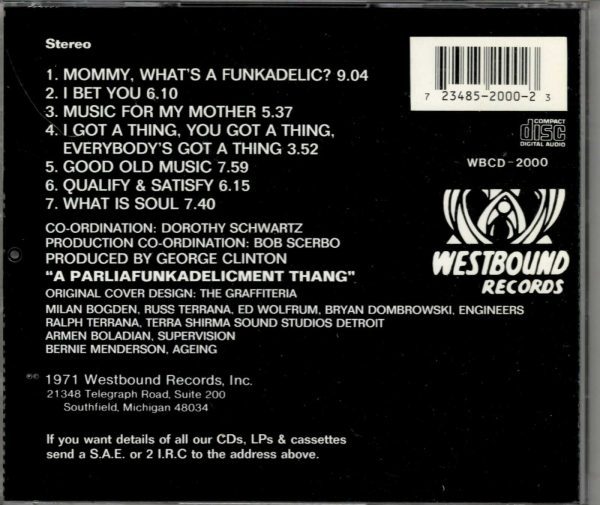 Stereo
1. MOMMY, WHAT'S A FUNKADELIC? 9.04
2. I BET YOU 6.10
3. MUSIC FOR MY MOTHER 5.37
4. I GOT A THING, YOU GOT A THING,
EVERYBODY'S GOT A THING 3.52
5. GOOD OLD MUSIC 7.59
6. QUALIFY & SATISFY 6.15
7. WHAT IS SOUL 7.40
CO-ORDINATION: DOROTHY SCHWARTZ
PRODUCTION CO-ORDINATION: BOB SCERBO
PRODUCED BY GEORGE CLINTON
"A PARLIAFUNKADELICMENT THANG"
ORIGINAL COVER DESIGN: THE GRAFFITERIA
MILAN BOGDEN, RUSS TERRANA, ED WOLFRUM, BRYAN DOMBROWSKI, ENGINEERS
RALPH TERRANA, TERRA SHIRMA SOUND STUDIOS DETROIT
ARMEN BOLADIAN, SUPERVISION
BERNIE MENDERSON, AGEING
℗© 1971 Westbound Records, Inc.
21348 Telegraph Road, Suite 200
Southfield, Michigan 48034
If you want details of all our CDs, LPs & cassettes
send a S.A.E. or 2 I.R.C to the address above.
7 23485-2000-2 3
COMPACT
disc
DIGITAL AUDIO
WBCD-2000
WESTBOUND
RECORDS